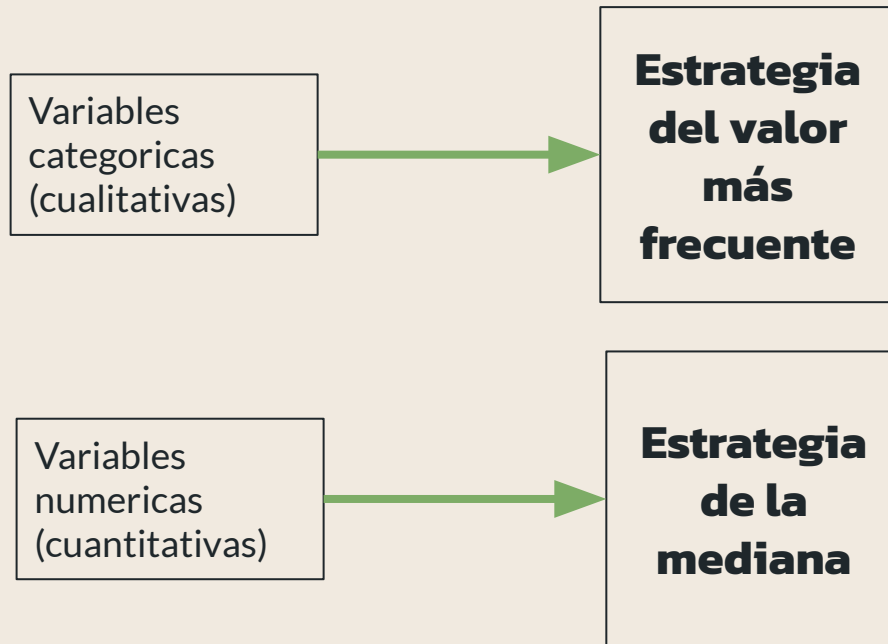 Variables
categoricas
(cualitativas)
Estrategia
del valor
más
frecuente
Variables
numericas
(cuantitativas)
Estrategia
de la
mediana